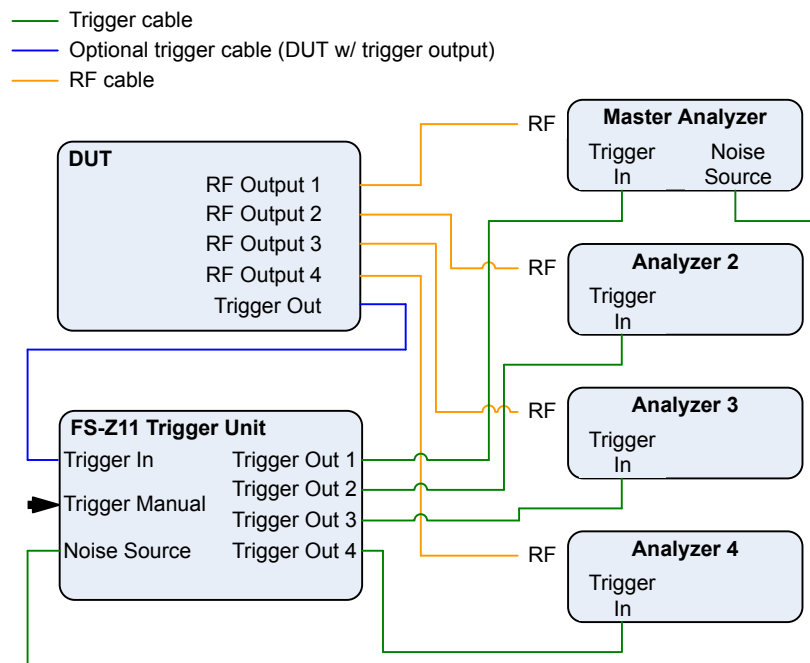 Trigger cable
Optional trigger cable (DUT w/ trigger output)
RF cable
DUT
RF Output 1
RF Output 2
RF Output 3
RF Output 4
Trigger Out
RF
Master Analyzer
Trigger
In
Noise
Source
RF
Analyzer 2
Trigger
In
RF
Analyzer 3
Trigger
In
RF
Analyzer 4
Trigger
In
FS-Z11 Trigger Unit
Trigger In
Trigger Manual
Noise Source
Trigger Out 1
Trigger Out 2
Trigger Out 3
Trigger Out 4